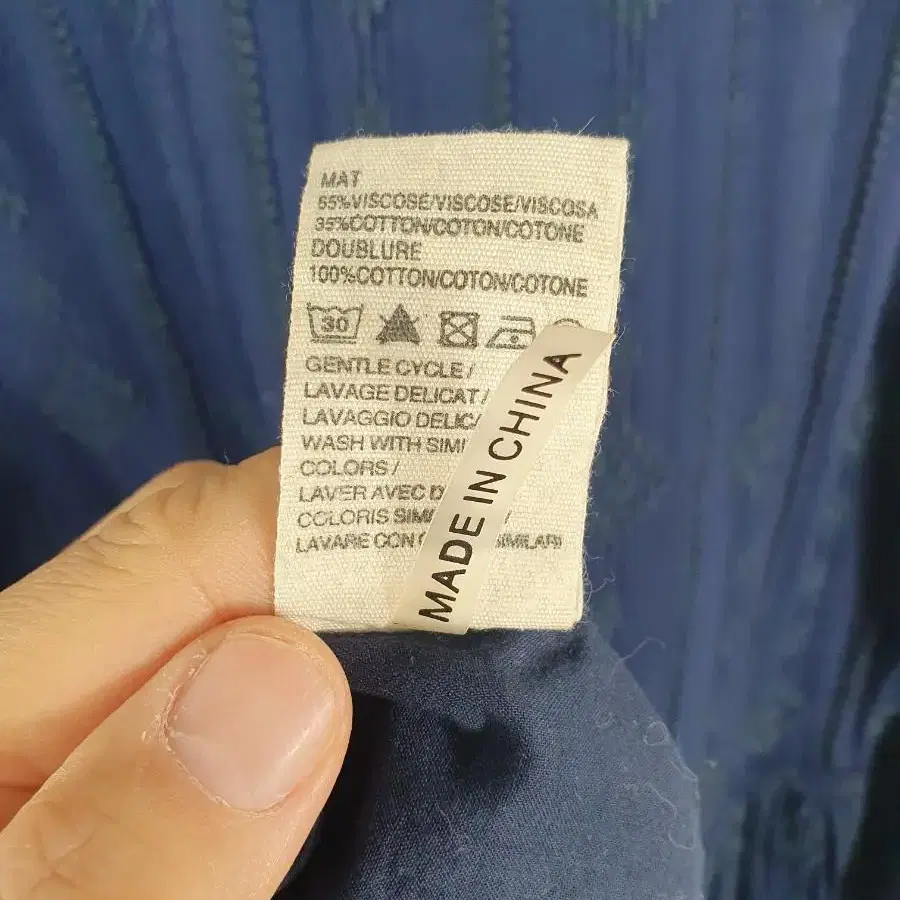 MAT
65%VISCOSE/VISCOSE/VISCOSA
35%COTTON/COTON/COTONE
DOUBLURE
100%COTTON/COTON/COTONE
30
GENTLE CYCLE /
LAVAGE DELICAT/
LAVAGGIO DELIC
WASH WITH SIMI
COLORS /
LAVER AVEC D
COLORIS SIMI
LAVARE CON SIMILARI
MADE IN CHINA